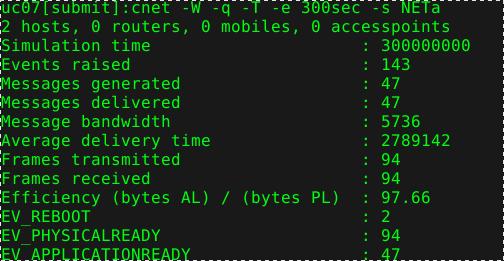 uc07[submit]:cnet -W -q -T -e 300sec -- NEfa
2 hosts, 0 routers, 0 mobiles, 0 accesspoints
Simulation time : 300000000
Events raised : 143
Messages generated : 47
Messages delivered : 47
Message bandwidth : 5736
Average delivery time : 2789142
Frames transmitted : 94
Frames received : 94
Efficiency (bytes AL) / (bytes PL) : 97.66
EV_REBOOT : 2
EV_PHYSICALREADY : 94
EV_APPLICATIONREADY : 47